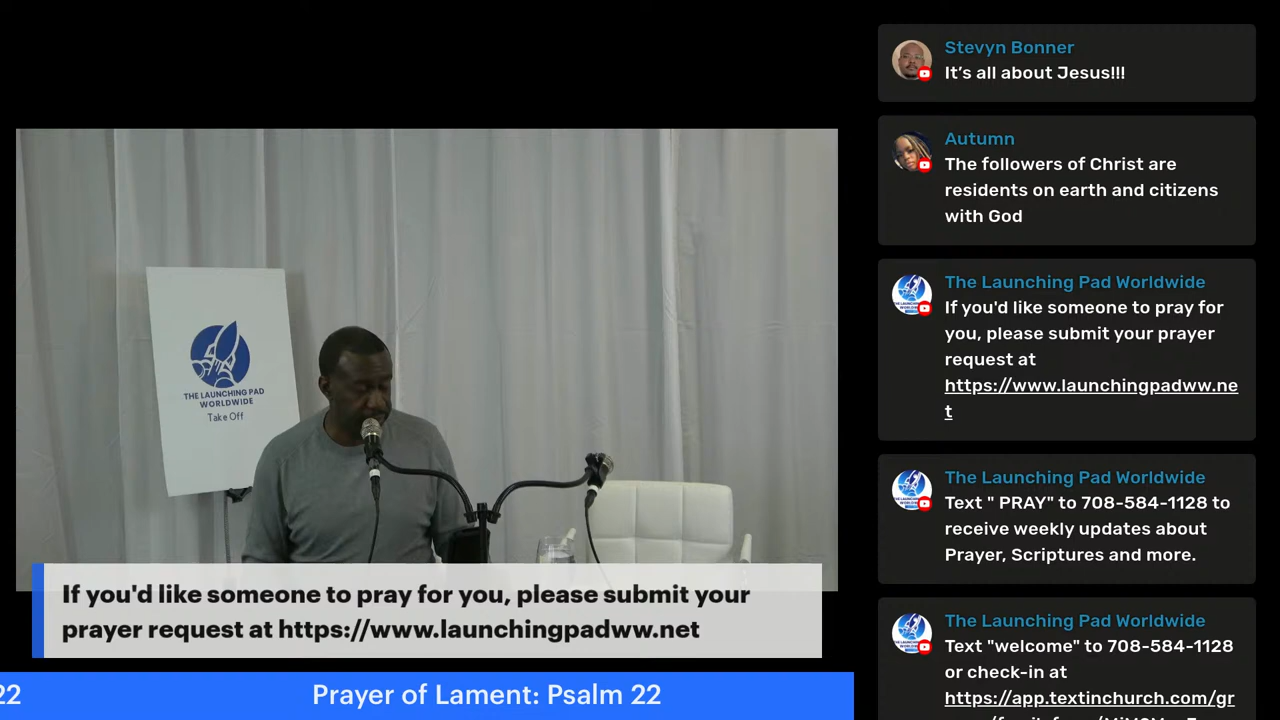 Stevyn Bonner
It’s all about Jesus!!!
Autumn
The followers of Christ are
residents on earth and citizens
with God
The Launching Pad Worldwide
If you'd like someone to pray for
you, please submit your prayer
request at
https://www.launchingpadww.ne
t
The Launching Pad Worldwide
Text " PRAY" to 708-584-1128 to
receive weekly updates about
Prayer, Scriptures and more.
The Launching Pad Worldwide
Text "welcome" to 708-584-1128
or check-in at
https://app.textinchurch.com/gr
THE LAUNCHING PAD
WORLDWIDE
Take Off
If you'd like someone to pray for you, please submit your
prayer request at https://www.launchingpadww.net
22
Prayer of Lament: Psalm 22